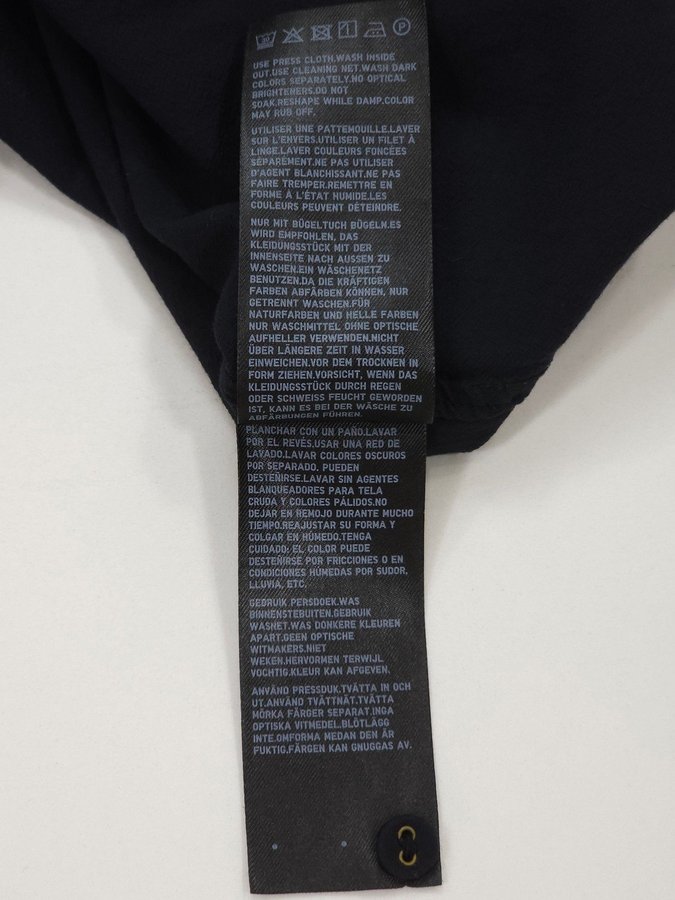 30
USE PRESS CLOTH.WASH INSIDE
OUT.USE CLEANING NET.WASH DARK
COLORS SEPARATELY.NO OPTICAL
BRIGHTENERS.DO NOT
SOAK.RESHAPE WHILE DAMP.COLOR
MAY RUB OFF.
UTILISER UNE PATTEMOUILLE.LAVER
SUR L'ENVERS.UTILISER UN FILET À
LINGE.LAVER COULEURS FONCÉES
SÉPARÉMENT.NE PAS UTILISER
D'AGENT BLANCHISSANT.NE PAS
FAIRE TREMPER.REMETTRE EN
FORME À L'ÉTAT HUMIDE.LES
COULEURS PEUVENT DÉTEINDRE.
NUR MIT BÜGELTUCH BÜGELN.ES
WIRD EMPFOHLEN, DAS
KLEIDUNGSSTÜCK MIT DER
INNENSEITE NACH AUSSEN ZU
WASCHEN.EIN WÄSCHENETZ
BENUTZEN.DA DIE KRÄFTIGEN
FARBEN ABFÄRBEN KÖNNEN, NUR
GETRENNT WASCHEN.FÜR
NATURFARBEN UND HELLE FARBEN
NUR WASCHMITTEL OHNE OPTISCHE
AUFHELLER VERWENDEN.NICHT
ÜBER LÄNGERE ZEIT IN WASSER
EINWEICHEN.VOR DEM TROCKNEN IN
FORM ZIEHEN.VORSICHT, WENN DAS
KLEIDUNGSSTÜCK DURCH REGEN
ODER SCHWEISS FEUCHT GEWORDEN
IST, KANN ES BEI DER WÄSCHE ZU
ABFÄRBUNGEN FÜHREN.
PLANCHAR CON UN PAÑO.LAVAR
POR EL REVÉS.USAR UNA RED DE
LAVADO.LAVAR COLORES OSCUROS
POR SEPARADO, PUEDEN
DESTEÑIRSE.LAVAR SIN AGENTES
BLANQUEADORES PARA TELA
CRUDA Y COLORES PÁLIDOS.NO
DEJAR EN REMOJO DURANTE MUCHO
TIEMPO.REAJUSTAR SU FORMA Y
COLGAR EN HÚMEDO.TENGA
CUIDADO: EL COLOR PUEDE
DESTEÑIRSE POR FRICCIONES O EN
CONDICIONES HÚMEDAS POR SUDOR,
LLUVIA, ETC.
GEBRUIK PERSDOEK.WAS
BINNENSTEBUITEN.GEBRUIK
WASNET.WAS DONKERE KLEUREN
APART.GEEN OPTISCHE
WITMAKERS.NIET
WEKEN.HERVORMEN TERWIJL
VOCHTIG.KLEUR KAN AFGEVEN.
ANVÄND PRESSDUK.TVÄTTA IN OCH
UT.ANVÄND TVÄTTNÄT.TVÄTTA
MÖRKA FÄRGER SEPARAT.INGA
OPTISKA VITMEDEL.BLÖTLÄGG
INTE.OMFORMA MEDAN DEN ÄR
FUKTIG.FÄRGEN KAN GNUGGAS AV.